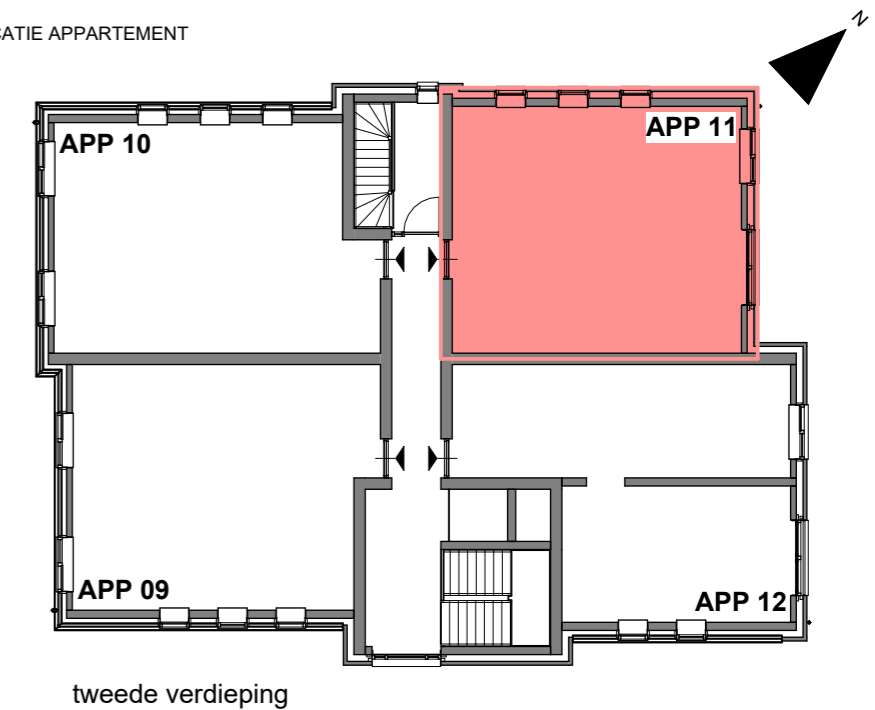 CATIE APPARTEMENT
N
APP 10
APP 11
APP 09
APP 12
tweede verdieping